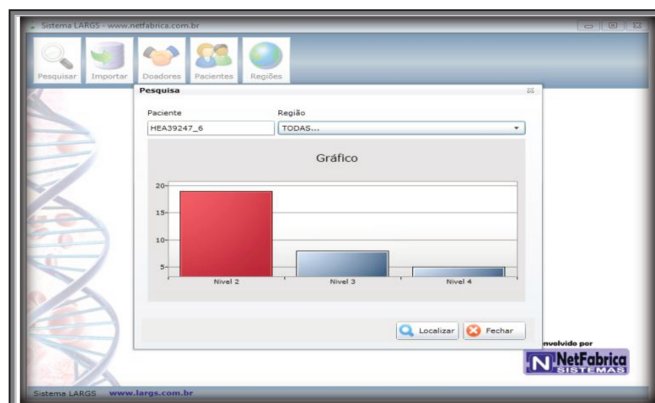 Sistema LARGS - www.netfabrica.com.br
Pesquisar Importar Doadores Pacientes Regiões
Pesquisa
Paciente Região
HEA39247_6 TODAS...
Gráfico
20
15
10
5
Nivel 2 Nivel 3 Nivel 4
Localizar Fechar
nvolvido por
N NetFabrica
SISTEMAS
Sistema LARGS www.largs.com.br